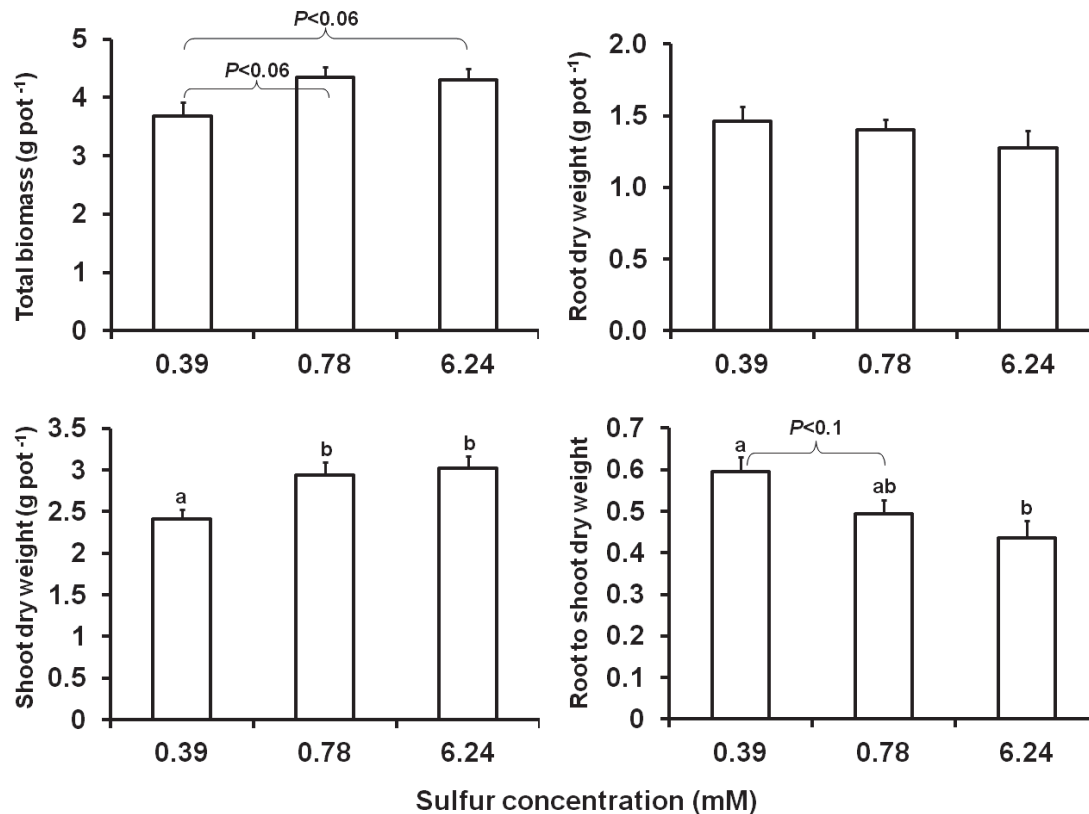 P<0.06
P<0.06
Total biomass (g pot -1)
5
4
3
2
1
0
0.39 0.78 6.24
Root dry weight (g pot -1)
2.0
1.5
1.0
0.5
0.0
0.39 0.78 6.24
Shoot dry weight (g pot -1)
3.5
3
2.5
2
1.5
1
0.5
0
a
b
b
0.39 0.78 6.24
Root to shoot dry weight
0.7
0.6
0.5
0.4
0.3
0.2
0.1
0
P<0.1
a
ab
b
0.39 0.78 6.24
Sulfur concentration (mM)